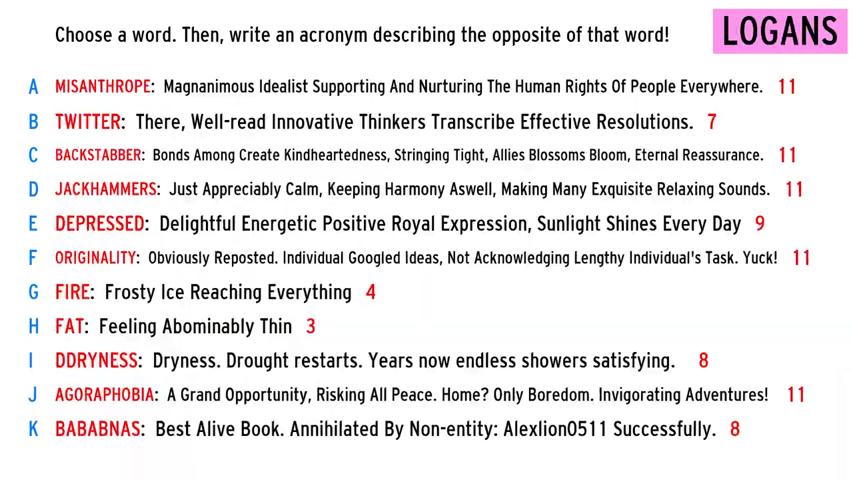 Choose a word. Then, write an acronym describing the opposite of that word! LOGANS
A MISANTHROPE: Magnanimous Idealist Supporting And Nurturing The Human Rights Of People Everywhere. 11
B TWITTER: There, Well-read Innovative Thinkers Transcribe Effective Resolutions. 7
C BACKSTABBER: Bonds Among Create Kindheartedness, Stringing Tight, Allies Blossoms Bloom, Eternal Reassurance. 11
D JACKHAMMERS: Just Appreciably Calm, Keeping Harmony Aswell, Making Many Exquisite Relaxing Sounds. 11
E DEPRESSED: Delightful Energetic Positive Royal Expression, Sunlight Shines Every Day 9
F ORIGINALITY: Obviously Reposted. Individual Googled Ideas, Not Acknowledging Lengthy Individual's Task. Yuck! 11
G FIRE: Frosty Ice Reaching Everything 4
H FAT: Feeling Abominably Thin 3
I DDRYNESS: Dryness. Drought restarts. Years now endless showers satisfying. 8
J AGORAPHOBIA: A Grand Opportunity, Risking All Peace. Home? Only Boredom. Invigorating Adventures! 11
K BABABNAS: Best Alive Book. Annihilated By Non-entity: Alexlion0511 Successfully. 8